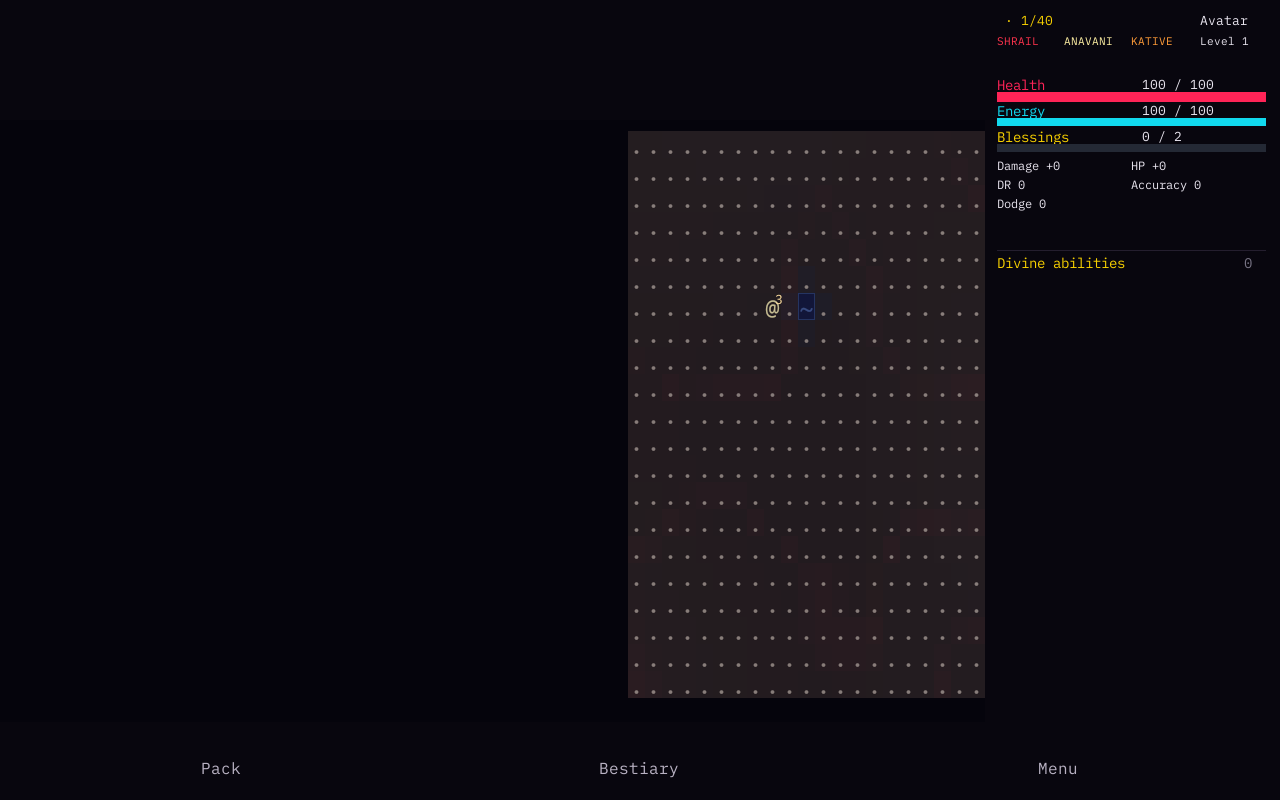 · 1/40 Avatar
SHRAIL ANAVANI KATIVE Level 1
Health 100 / 100
Energy 100 / 100
Blessings 0 / 2
Damage +0 HP +0
DR 0 Accuracy 0
Dodge 0
Divine abilities 0
@3 ~
Pack Bestiary Menu